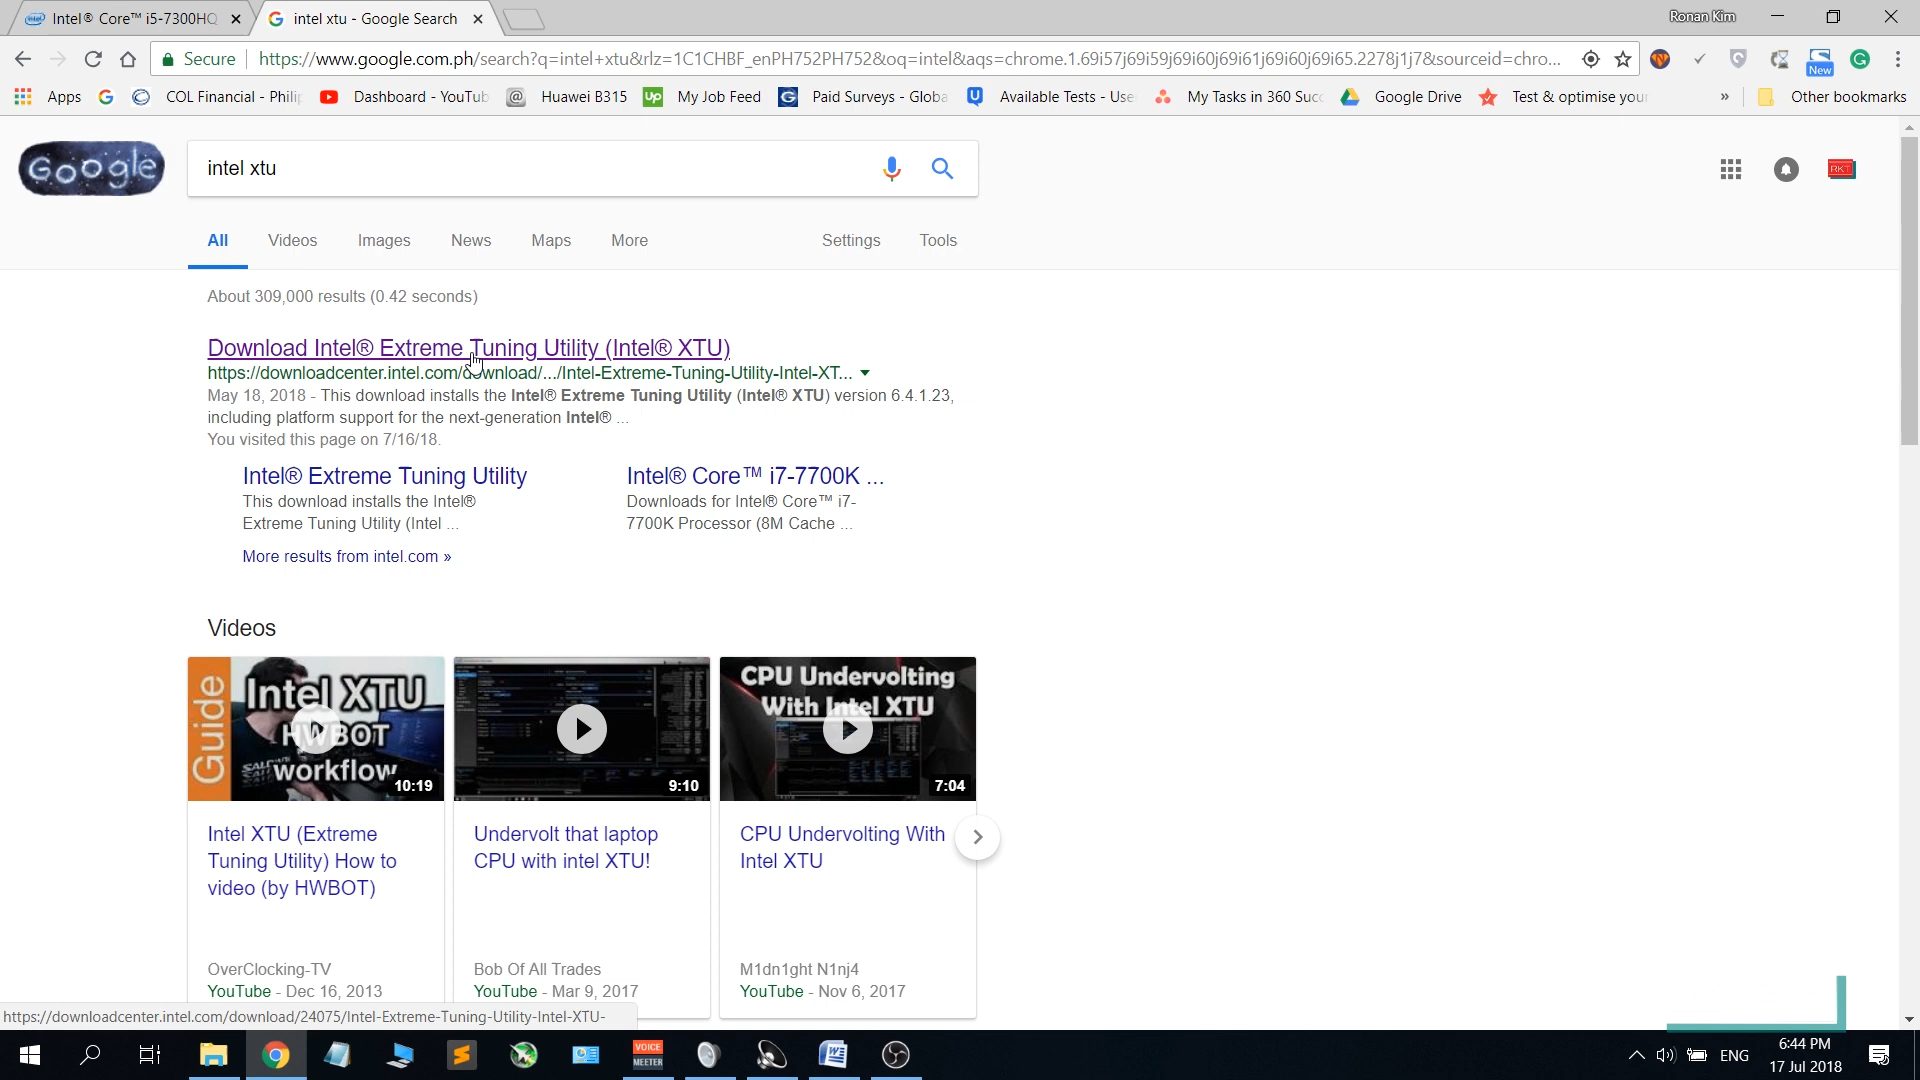 Intel® Core™ i5-7300HQ
intel xtu - Google Search
Ronan Kim
Secure
https://www.google.com.ph/search?q=intel+xtu&rlz=1C1CHBF_enPH752PH752&oq=intel&aqs=chrome.1.69i57j69i59j69i60j69i61j69i60j69i65.2278j1j7&sourceid=chro...
New
Apps
COL Financial - Philip
Dashboard - YouTub
Huawei B315
My Job Feed
Paid Surveys - Globa
Available Tests - Use
My Tasks in 360 Suc
Google Drive
Test & optimise your
»
Other bookmarks
Google
intel xtu
RKT
All
Videos
Images
News
Maps
More
Settings
Tools
About 309,000 results (0.42 seconds)
Download Intel® Extreme Tuning Utility (Intel® XTU)
https://downloadcenter.intel.com/download/.../Intel-Extreme-Tuning-Utility-Intel-XT...
May 18, 2018 - This download installs the Intel® Extreme Tuning Utility (Intel® XTU) version 6.4.1.23,
including platform support for the next-generation Intel® ...
You visited this page on 7/16/18.
Intel® Extreme Tuning Utility
This download installs the Intel®
Extreme Tuning Utility (Intel ...
Intel® Core™ i7-7700K ...
Downloads for Intel® Core™ i7-
7700K Processor (8M Cache ...
More results from intel.com »
Videos
Guide
Intel XTU
HWBOT
workflow
10:19
9:10
CPU Undervolting
With Intel XTU
7:04
Intel XTU (Extreme
Tuning Utility) How to
video (by HWBOT)
OverClocking-TV
YouTube - Dec 16, 2013
Undervolt that laptop
CPU with intel XTU!
Bob Of All Trades
YouTube - Mar 9, 2017
CPU Undervolting With
Intel XTU
M1dn1ght N1nj4
YouTube - Nov 6, 2017
https://downloadcenter.intel.com/download/24075/Intel-Extreme-Tuning-Utility-Intel-XTU-
VOICE
MEETER
ENG
6:44 PM
17 Jul 2018